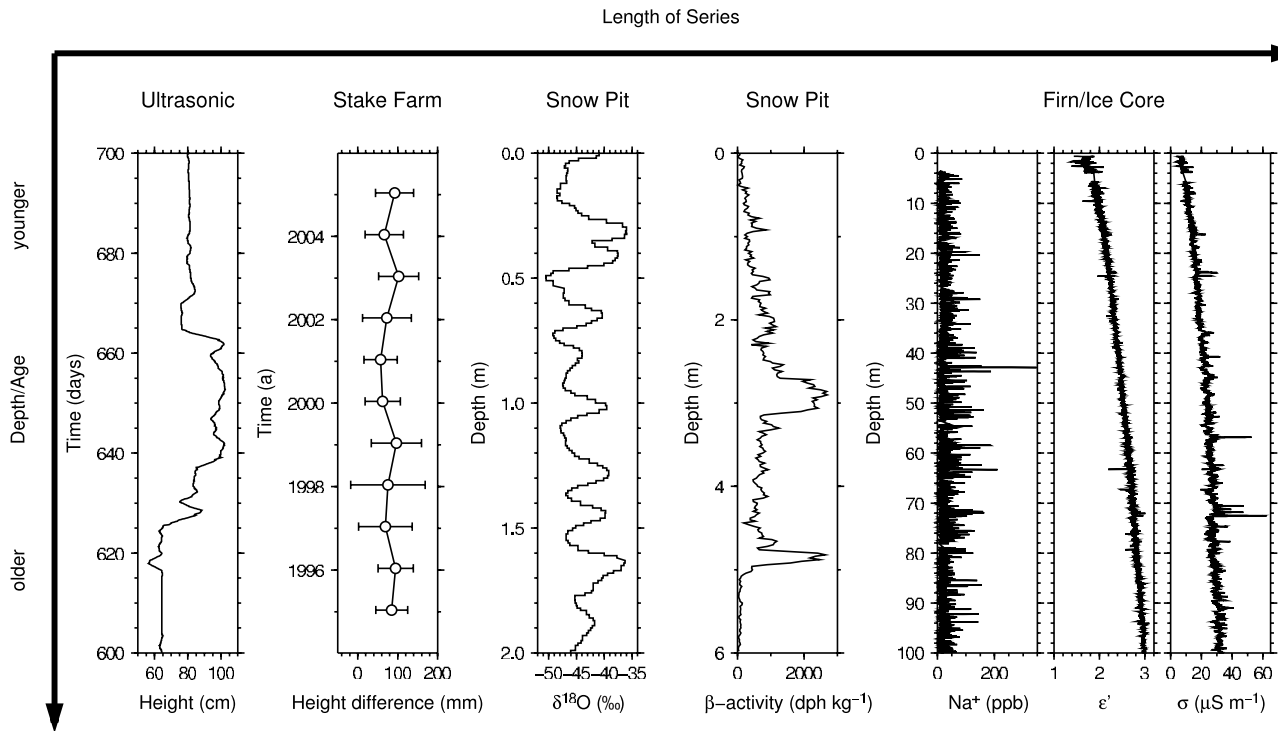 Length of Series
Ultrasonic
Stake Farm
Snow Pit
Snow Pit
Firn/Ice Core
younger
Depth/Age
older
700
680
660
640
620
600
Time (days)
60 80 100
Height (cm)
2004
2002
2000
1998
1996
Time (a)
0 100 200
Height difference (mm)
0.0
0.5
1.0
1.5
2.0
Depth (m)
−50 −45 −40 −35
δ¹⁸O (‰)
0
2
4
6
Depth (m)
0 2000
β−activity (dph kg⁻¹)
0
10
20
30
40
50
60
70
80
90
100
Depth (m)
0 200
Na⁺ (ppb)
1 2 3
ε'
0 20 40 60
σ (μS m⁻¹)